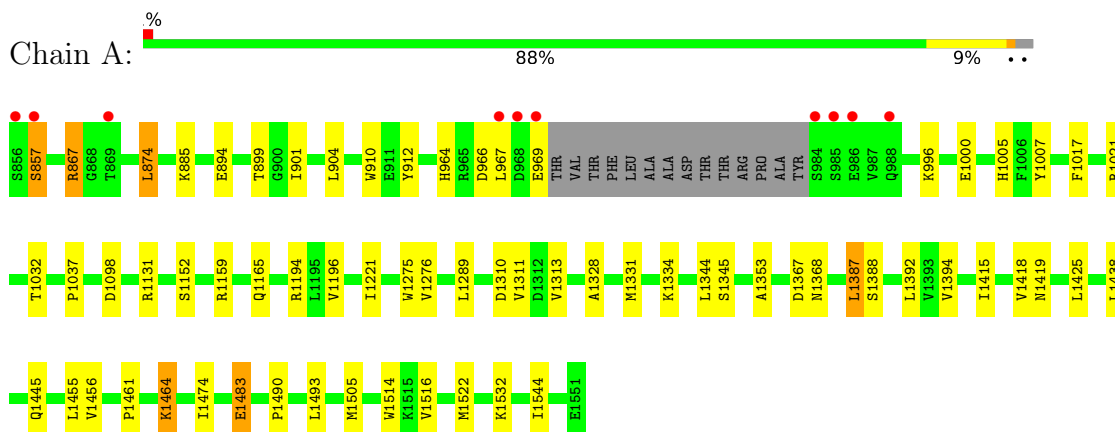 .%
Chain A:
88% 9% • •
S856 S857 R867 G868 T869 L874 K885 E894 T899 G900 I901 L904 W910 E911 Y912 H964 R965 D966 L967 D968 E969 THR VAL THR PHE LEU ALA ALA ASP THR THR ARG PRO ALA TYR S984 S985 E986 V987 Q988 K996 E1000 H1005 F1006 Y1007 F1017
T1032 P1037 D1098 R1131 S1152 R1159 Q1165 R1194 L1195 V1196 I1221 W1275 V1276 L1289 D1310 V1311 D1312 V1313 A1328 M1331 K1334 L1344 S1345 A1353 D1367 N1368 L1387 S1388 L1392 V1393 V1394 I1415 V1418 N1419 L1425 L1438
Q1445 L1455 V1456 P1461 K1464 I1474 E1483 P1490 L1493 M1505 W1514 K1515 V1516 M1522 K1532 I1544 E1551